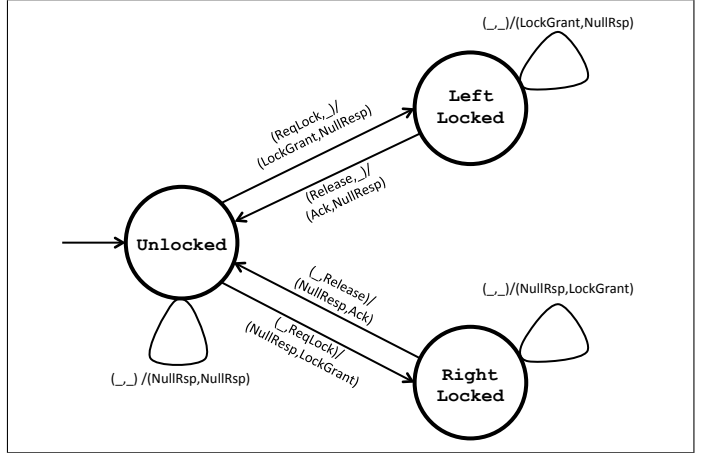 (_,_)/(LockGrant,NullRsp)
Left
Locked
(ReqLock,_)/
(LockGrant,NullResp)
(Release,_)/
(Ack,NullResp)
Unlocked
(_,Release)/
(NullResp,Ack)
(_,_)/(NullRsp,LockGrant)
(_,ReqLock)/
(NullResp,LockGrant)
Right
Locked
(_,_) /(NullRsp,NullRsp)